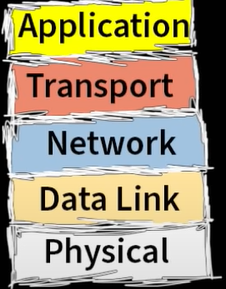 Application
Transport
Network
Data Link
Physical